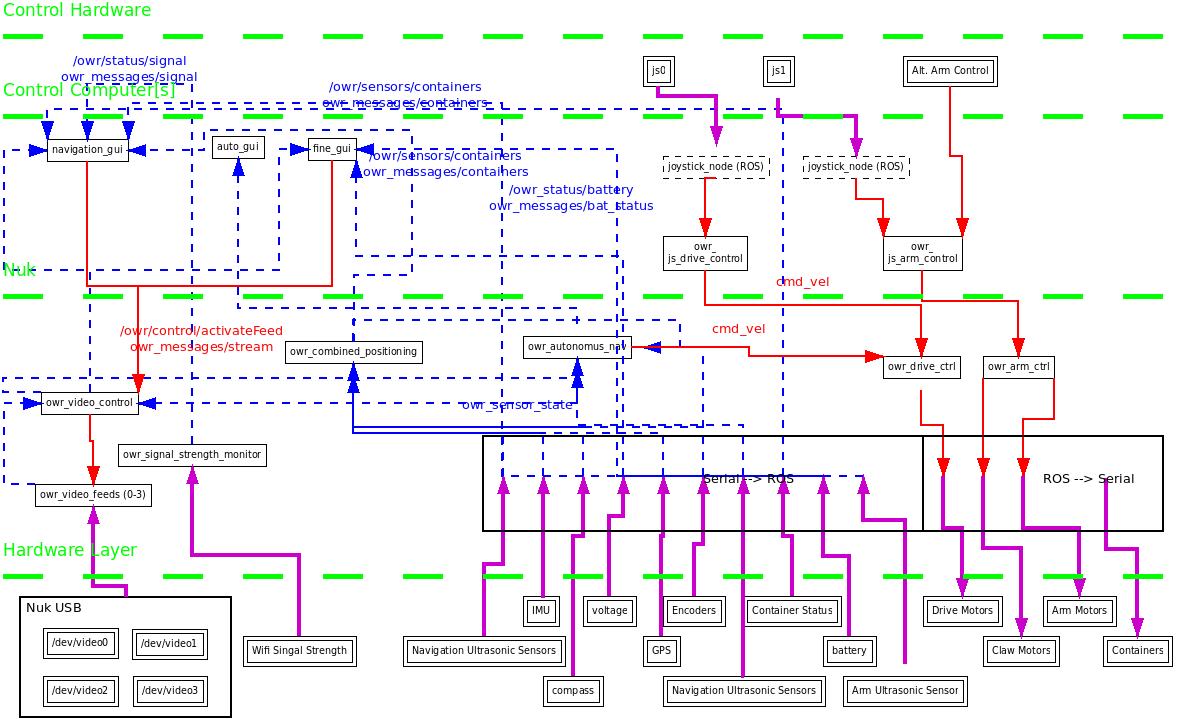 Control Hardware
/owr/status/signal
owr_messages/signal
js0
js1
Alt. Arm Control
Control Computer[s]
/owr/sensors/containers
owr_messages/containers
navigation_gui
auto_gui
fine_gui
/owr/sensors/containers
owr_messages/containers
joystick_node (ROS)
joystick_node (ROS)
/owr_status/battery
owr_messages/bat_status
owr_
js_drive_control
owr_
js_arm_control
Nuk
cmd_vel
/owr/control/activateFeed
owr_messages/stream
cmd_vel
owr_combined_positioning
owr_autonomus_nav
owr_drive_ctrl
owr_arm_ctrl
owr_video_control
owr_sensor_state
owr_signal_strength_monitor
Serial --> ROS
ROS --> Serial
owr_video_feeds (0-3)
Hardware Layer
Nuk USB
IMU
voltage
Encoders
Container Status
Drive Motors
Arm Motors
/dev/video0
/dev/video1
Wifi Singal Strength
Navigation Ultrasonic Sensors
GPS
battery
Claw Motors
Containers
/dev/video2
/dev/video3
compass
Navigation Ultrasonic Sensors
Arm Ultrasonic Sensor